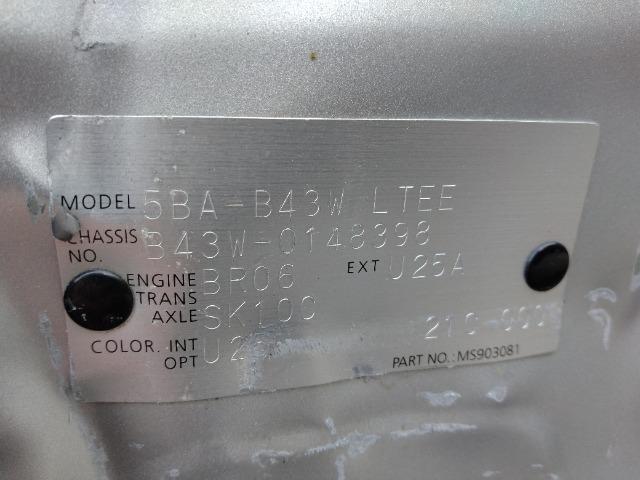 MODEL 5BA-B43W LTEE
CHASSIS NO. B43W-0148398
ENGINE BR06 EXT U25A
TRANS AXLE SK100
COLOR. INT
OPT
PART NO.: MS903081